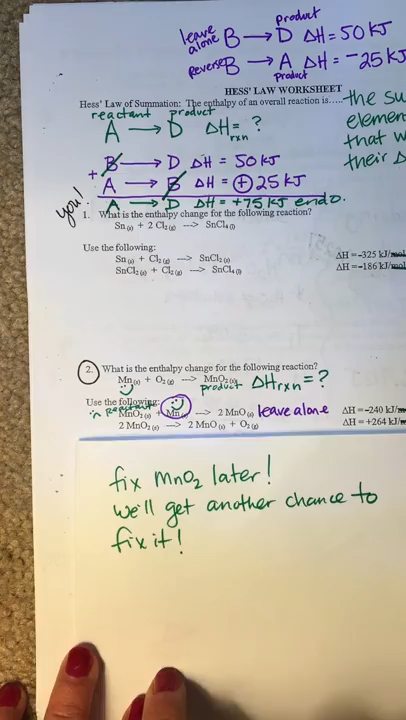 product
leave alone B → D ΔH = 50 KJ
Reverse B → A ΔH = -25 KJ
Product
HESS' LAW WORKSHEET
Hess' Law of Summation: The enthalpy of an overall reaction is..... the su
reactant product
A → D ΔHrxn = ?
elemen
that w
their Δ
B → D ΔH = 50 KJ
+ A → B ΔH = + 25 KJ
you! A → D ΔH = +75 KJ endo.
1. What is the enthalpy change for the following reaction?
Sn (s) + 2 Cl2 (g) ---> SnCl4 (l)
Use the following:
Sn (s) + Cl2 (g) ---> SnCl2 (s) ΔH = -325 kJ/mol
SnCl2 (s) + Cl2 (g) ---> SnCl4 (l) ΔH = -186 kJ/mol
2. What is the enthalpy change for the following reaction?
Mn (s) + O2 (g) ---> MnO2 (s) ΔHrxn = ?
product
Use the following:
in reactant
MnO2 (s) + Mn (s) ---> 2 MnO (s) leave alone ΔH = -240 kJ/m
2 MnO2 (s) ---> 2 MnO (s) + O2 (g) ΔH = +264 kJ/m
fix MnO2 later!
we'll get another chance to
fix it!